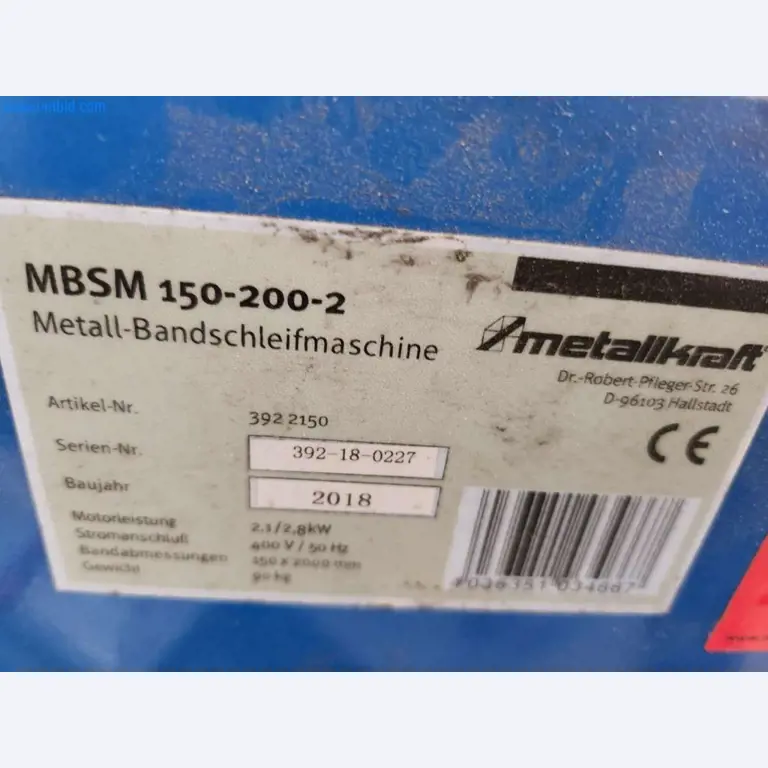 MBSM 150-200-2
Metall-Bandschleifmaschine
metallkraft
Dr.-Robert-Pfleger-Str. 26
D-96103 Hallstadt
CE
Artikel-Nr. 392 2150
Serien-Nr. 392-18-0227
Baujahr 2018
Motorleistung 2.1/2,8kW
Stromanschluß 400 V / 50 Hz
Bandabmessungen 150 x 2000 mm
Gewicht 90 kg